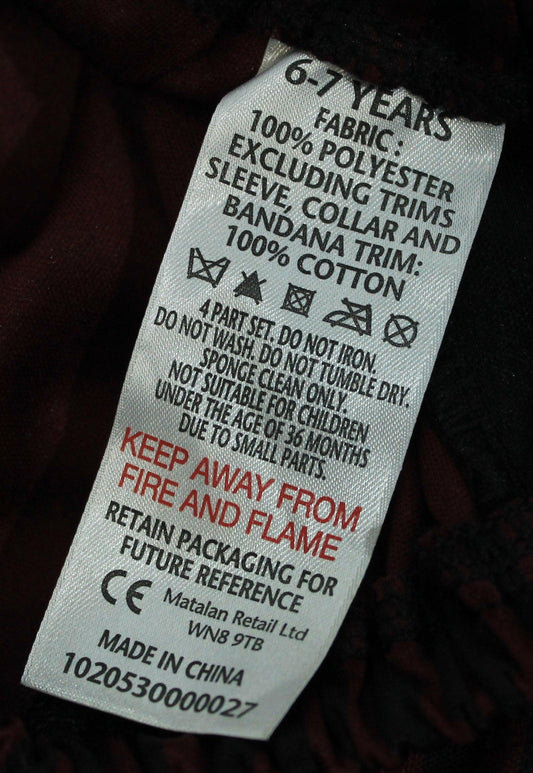 6-7 YEARS
FABRIC:
100% POLYESTER
EXCLUDING TRIMS
SLEEVE, COLLAR AND
BANDANA TRIM:
100% COTTON
4 PART SET. DO NOT IRON.
DO NOT WASH. DO NOT TUMBLE DRY.
SPONGE CLEAN ONLY.
NOT SUITABLE FOR CHILDREN
UNDER THE AGE OF 36 MONTHS
DUE TO SMALL PARTS.
KEEP AWAY FROM
FIRE AND FLAME
RETAIN PACKAGING FOR
FUTURE REFERENCE
CE Matalan Retail Ltd
WN8 9TB
MADE IN CHINA
1020530000027